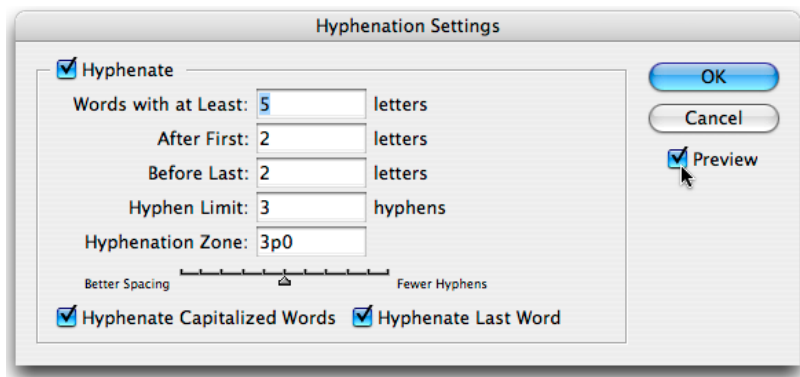 Hyphenation Settings
Hyphenate
Words with at Least: 5 letters
After First: 2 letters
Before Last: 2 letters
Hyphen Limit: 3 hyphens
Hyphenation Zone: 3p0
Better Spacing Fewer Hyphens
Hyphenate Capitalized Words Hyphenate Last Word
OK
Cancel
Preview